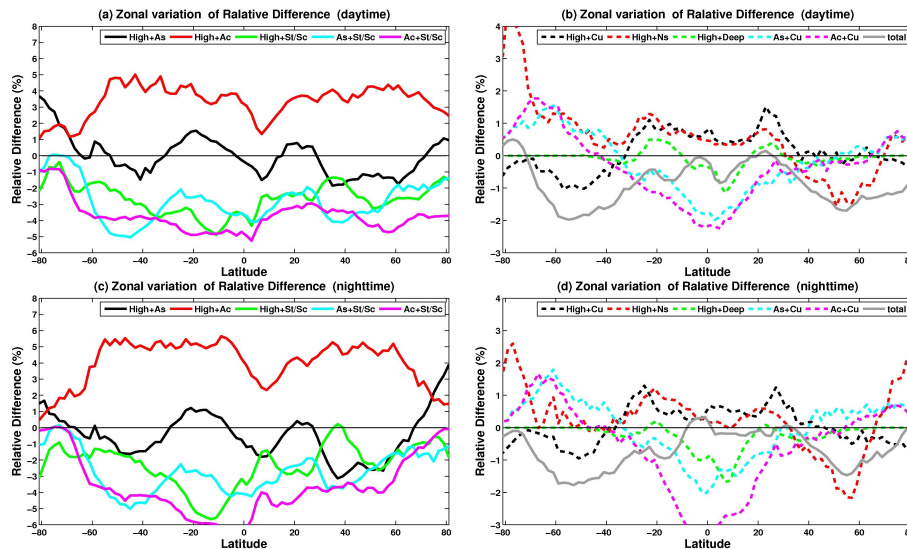 (a) Zonal variation of Ralative Difference (daytime)
High+As High+Ac High+St/Sc As+St/Sc Ac+St/Sc
Relative Difference (%)
8
7
6
5
4
3
2
1
0
−1
−2
−3
−4
−5
−6
−80 −60 −40 −20 0 20 40 60 80
Latitude
(b) Zonal variation of Ralative Difference (daytime)
High+Cu High+Ns High+Deep As+Cu Ac+Cu total
Relative Difference (%)
4
3
2
1
0
−1
−2
−3
−80 −60 −40 −20 0 20 40 60 80
Latitude
(c) Zonal variation of Ralative Difference (nighttime)
High+As High+Ac High+St/Sc As+St/Sc Ac+St/Sc
Relative Difference (%)
8
7
6
5
4
3
2
1
0
−1
−2
−3
−4
−5
−6
−80 −60 −40 −20 0 20 40 60 80
Latitude
(d) Zonal variation of Ralative Difference (nighttime)
High+Cu High+Ns High+Deep As+Cu Ac+Cu total
Relative Difference (%)
4
3
2
1
0
−1
−2
−3
−80 −60 −40 −20 0 20 40 60 80
Latitude